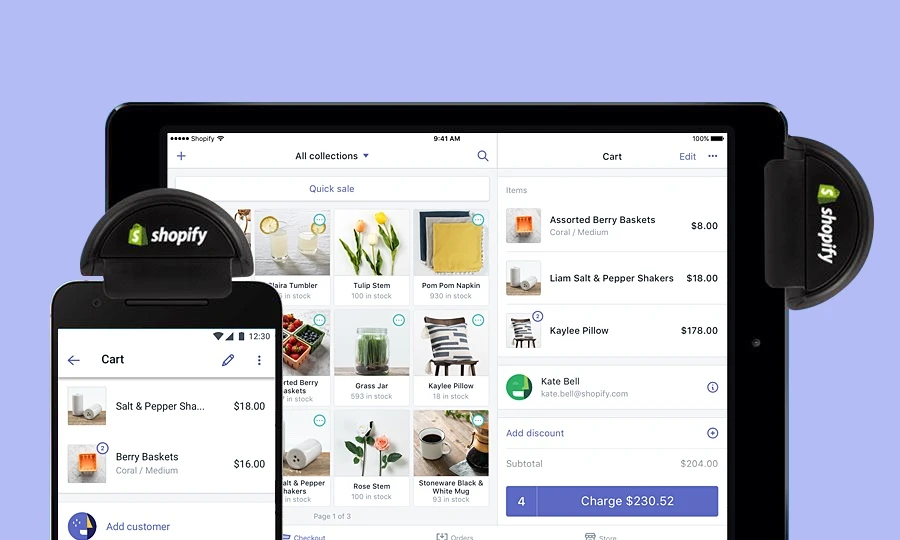 Shopify
9:41 AM
100%
All collections
Quick sale
Cart
Edit
Items
Assorted Berry Baskets
Coral / Medium
$8.00
Liam Salt & Pepper Shakers
$18.00
2
Kaylee Pillow
$178.00
Kate Bell
kate.bell@shopify.com
Add discount
Subtotal
$204.00
4
Charge $230.52
Tulip Stem
100 in stock
Pom Pom Napkin
930 in stock
Tumbler
in stock
Berry
in stock
Grass Jar
593 in stock
Kaylee Pillow
18 in stock
& Pepper
in stock
Rose Stem
100 in stock
Stoneware Black &
White Mug
93 in stock
Page 1 of 3
Checkout
Orders
Store
shopify
shopify
12:30
Cart
Salt & Pepper Sha...
$18.00
2
Berry Baskets
Coral / Medium
$16.00
Add customer